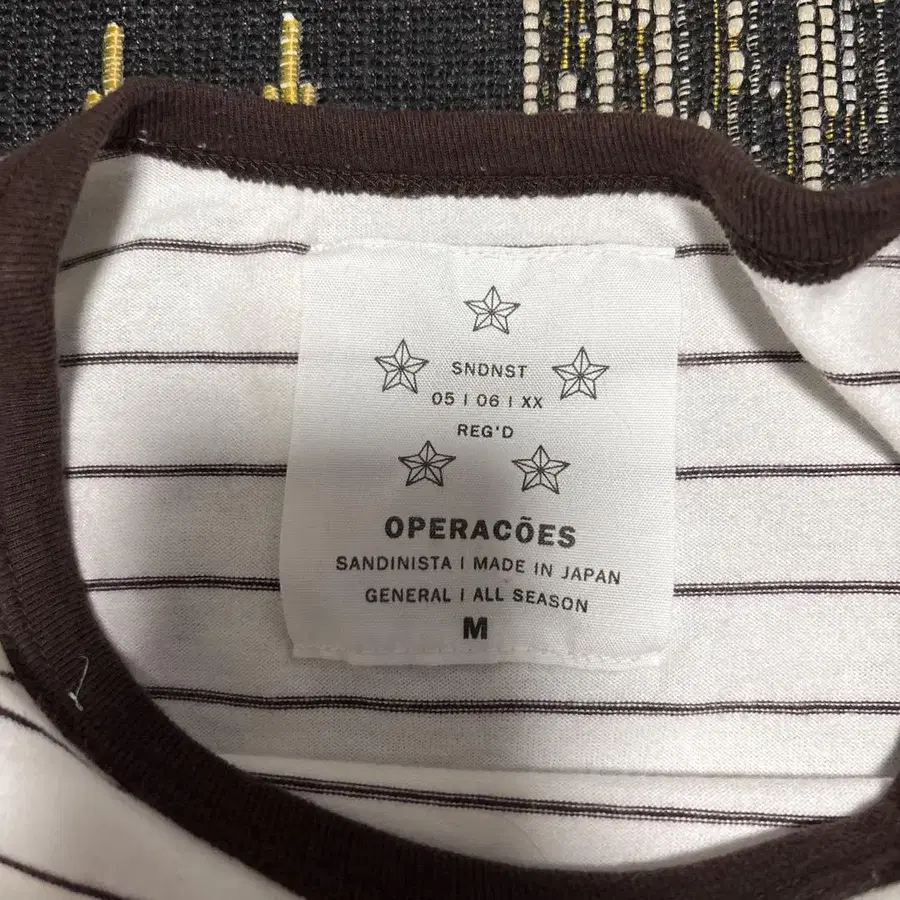 SNDNST
05 | 06 | XX
REG'D
OPERACÕES
SANDINISTA | MADE IN JAPAN
GENERAL | ALL SEASON
M